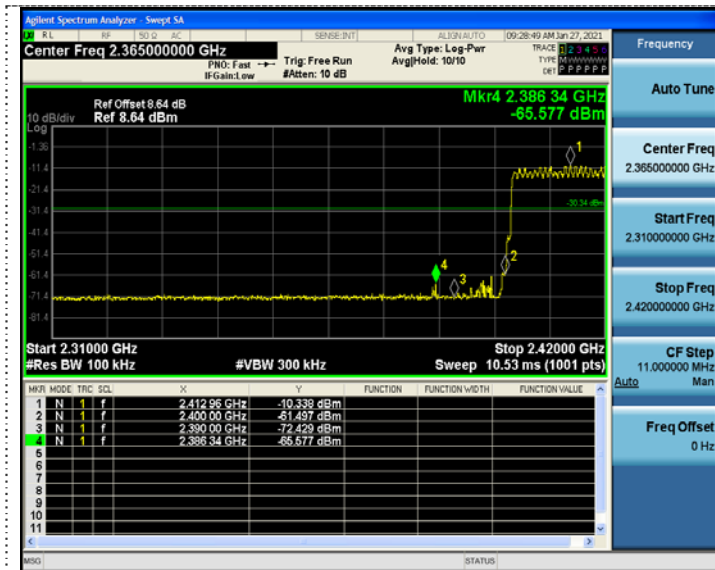 Agilent Spectrum Analyzer - Swept SA
RL RF 50 Ω AC SENSE:INT ALIGN AUTO 09:28:49 AM Jan 27, 2021
Center Freq 2.365000000 GHz
PNO: Fast Trig: Free Run
IFGain:Low #Atten: 10 dB
Avg Type: Log-Pwr
Avg|Hold: 10/10
TRACE 1 2 3 4 5 6
TYPE M
DET P P P P P P
Mkr4 2.386 34 GHz
-65.577 dBm
Ref Offset 8.64 dB
10 dB/div Ref 8.64 dBm
Log
-1.36
-11.4
-21.4
-31.4
-41.4
-51.4
-61.4
-71.4
-81.4
-30.34 dBm
1
2
3
4
Start 2.31000 GHz Stop 2.42000 GHz
#Res BW 100 kHz #VBW 300 kHz Sweep 10.53 ms (1001 pts)
MKR MODE TRC SCL X Y FUNCTION FUNCTION WIDTH FUNCTION VALUE
1 N 1 f 2.412 96 GHz -10.339 dBm
2 N 1 f 2.400 00 GHz -61.497 dBm
3 N 1 f 2.390 00 GHz -72.429 dBm
4 N 1 f 2.386 34 GHz -65.577 dBm
5
6
7
8
9
10
11
MSG STATUS
Frequency
Auto Tune
Center Freq
2.365000000 GHz
Start Freq
2.310000000 GHz
Stop Freq
2.420000000 GHz
CF Step
11.000000 MHz
Auto Man
Freq Offset
0 Hz